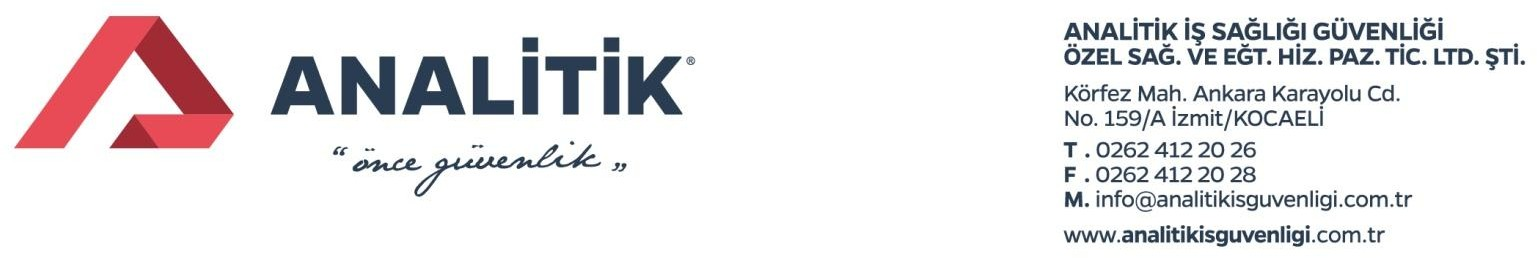 ANALİTİK®
“ önce güvenlik „
ANALİTİK İŞ SAĞLIĞI GÜVENLİĞİ
ÖZEL SAĞ. VE EĞT. HİZ. PAZ. TİC. LTD. ŞTİ.
Körfez Mah. Ankara Karayolu Cd.
No. 159/A İzmit/KOCAELİ
T . 0262 412 20 26
F . 0262 412 20 28
M. info@analitikisguvenligi.com.tr
www.analitikisguvenligi.com.tr